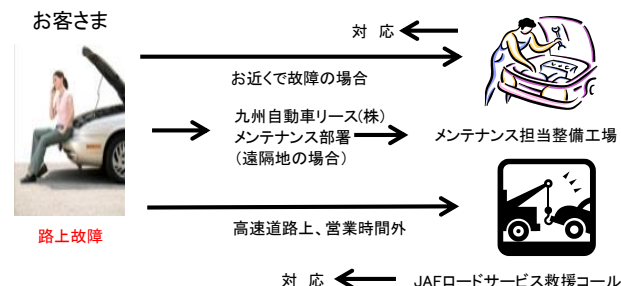 お客さま
対 応
お近くで故障の場合
九州自動車リース(株)
メンテナンス部署
(遠隔地の場合)
メンテナンス担当整備工場
高速道路上、営業時間外
路上故障
対 応
JAFロードサービス救援コール